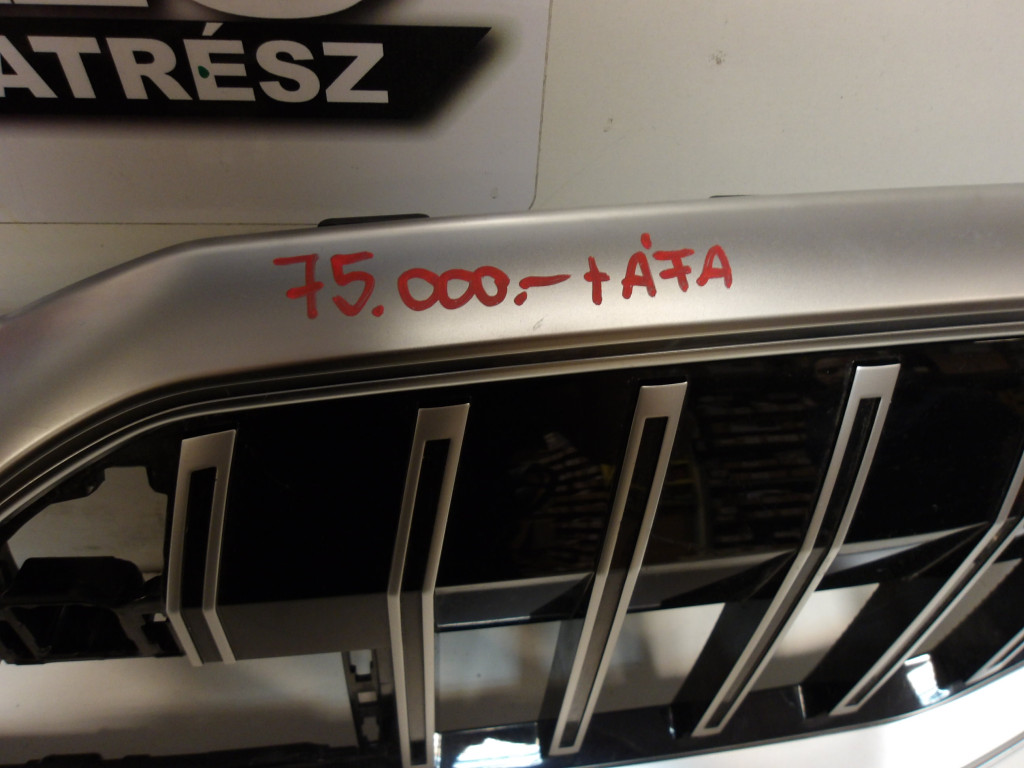 ATRÉSZ
75.000.- + ÁFA